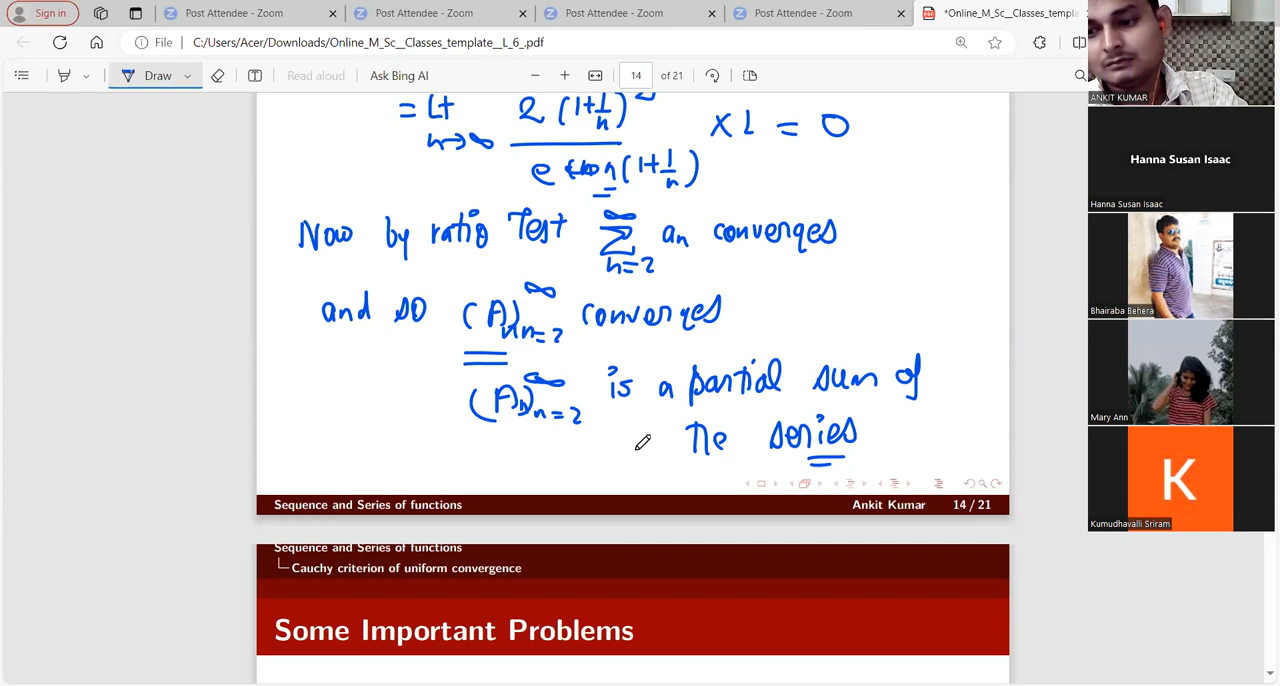 Sign in
Post Attendee - Zoom
Post Attendee - Zoom
Post Attendee - Zoom
Post Attendee - Zoom
*Online_M_Sc__Classes_templa
File C:/Users/Acer/Downloads/Online_M_Sc__Classes_template__L_6_.pdf
Draw
Read aloud
Ask Bing AI
14 of 21
= Lt n→∞ 2 (1+1/n) / e n (1+1/n) × 1 = 0
Now by ratio Test ∑ n=2 ∞ an converges
and so (A n) n=2 ∞ converges
(An) n=2 ∞ is a partial sum of
the series
Sequence and Series of functions Ankit Kumar 14 / 21
Sequence and Series of functions
Cauchy criterion of uniform convergence
Some Important Problems
ANKIT KUMAR
Hanna Susan Isaac
Hanna Susan Isaac
Bhairaba Behera
Mary Ann
K
Kumudhavalli Sriram